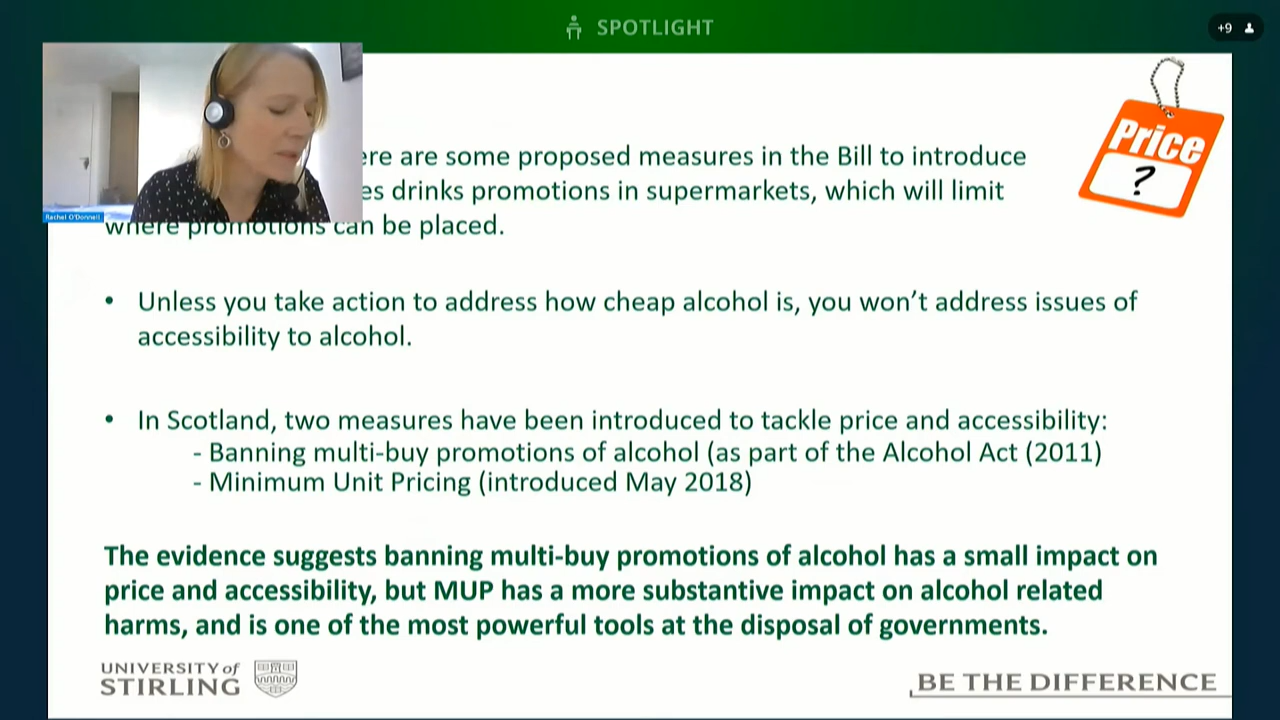 SPOTLIGHT
+9
Price
?
Rachel O'Donnell
ere are some proposed measures in the Bill to introduce
es drinks promotions in supermarkets, which will limit
where promotions can be placed.
• Unless you take action to address how cheap alcohol is, you won't address issues of
accessibility to alcohol.
• In Scotland, two measures have been introduced to tackle price and accessibility:
- Banning multi-buy promotions of alcohol (as part of the Alcohol Act (2011)
- Minimum Unit Pricing (introduced May 2018)
The evidence suggests banning multi-buy promotions of alcohol has a small impact on
price and accessibility, but MUP has a more substantive impact on alcohol related
harms, and is one of the most powerful tools at the disposal of governments.
UNIVERSITY of
STIRLING
BE THE DIFFERENCE